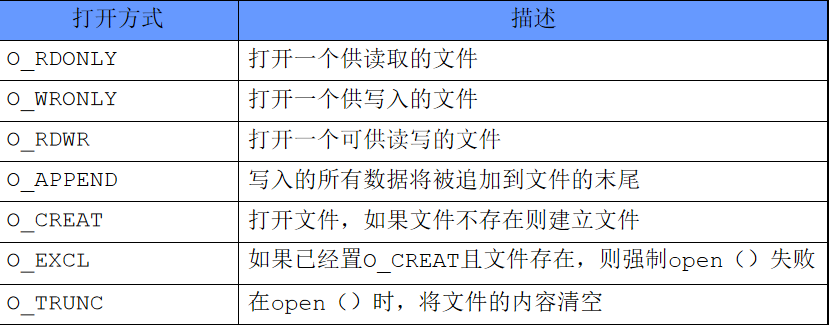 打开方式 描述
O_RDONLY 打开一个供读取的文件
O_WRONLY 打开一个供写入的文件
O_RDWR 打开一个可供读写的文件
O_APPEND 写入的所有数据将被追加到文件的末尾
O_CREAT 打开文件，如果文件不存在则建立文件
O_EXCL 如果已经置O_CREAT且文件存在，则强制open（）失败
O_TRUNC 在open（）时，将文件的内容清空